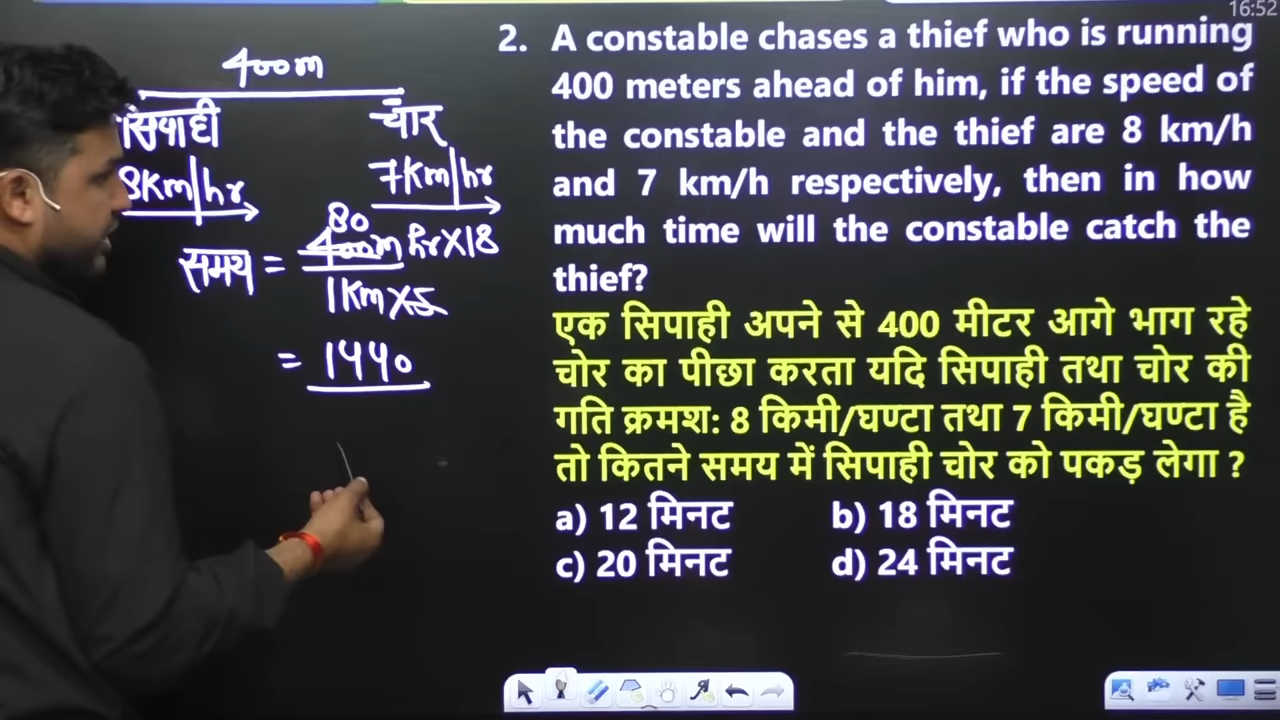 16:52
400m
सिपाही चोर
8Km/hr 7Km/hr
80
समय = 400m hr×18
1Km×5
= 1440
2. A constable chases a thief who is running
400 meters ahead of him, if the speed of
the constable and the thief are 8 km/h
and 7 km/h respectively, then in how
much time will the constable catch the
thief?
एक सिपाही अपने से 400 मीटर आगे भाग रहे
चोर का पीछा करता यदि सिपाही तथा चोर की
गति क्रमश: 8 किमी/घण्टा तथा 7 किमी/घण्टा है
तो कितने समय में सिपाही चोर को पकड़ लेगा ?
a) 12 मिनट b) 18 मिनट
c) 20 मिनट d) 24 मिनट